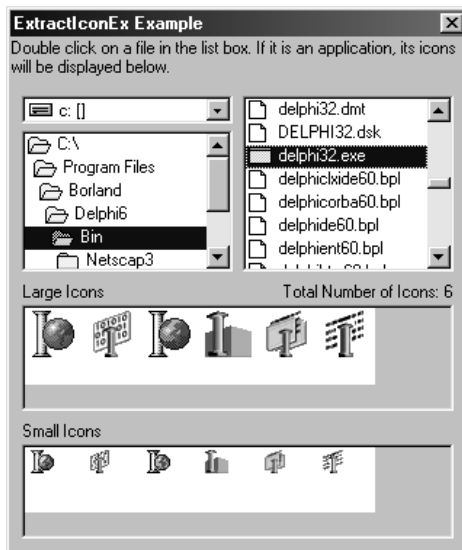 ExtractIconEx Example
Double click on a file in the list box. If it is an application, its icons
will be displayed below.
c: []
C:\
Program Files
Borland
Delphi6
Bin
Netscap3
delphi32.dmt
DELPHI32.dsk
delphi32.exe
delphiclxide60.bpl
delphicorba60.bpl
delphide60.bpl
delphient60.bpl
Large Icons
Total Number of Icons: 6
Small Icons